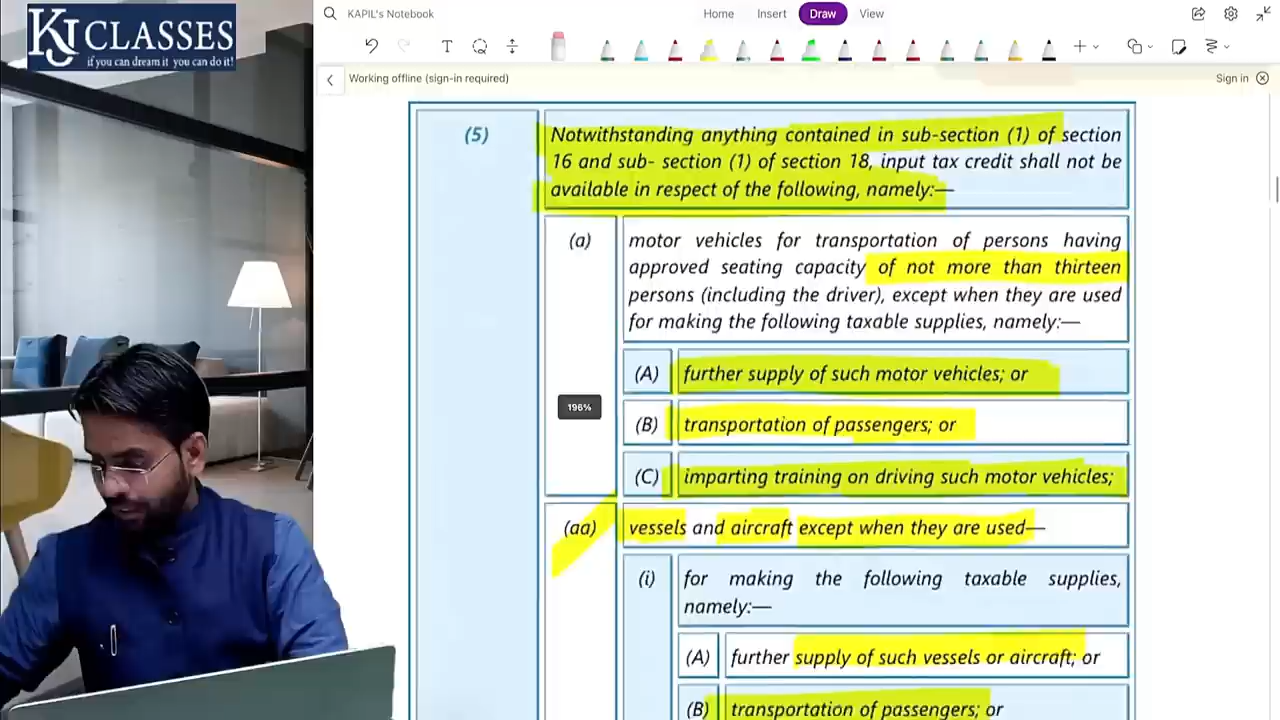 KJ CLASSES
if you can dream it you can do it!
KAPIL's Notebook
Home Insert Draw View
T
Working offline (sign-in required)
Sign in
(5)
Notwithstanding anything contained in sub-section (1) of section
16 and sub- section (1) of section 18, input tax credit shall not be
available in respect of the following, namely:—
(a)
motor vehicles for transportation of persons having
approved seating capacity of not more than thirteen
persons (including the driver), except when they are used
for making the following taxable supplies, namely:—
(A) further supply of such motor vehicles; or
196%
(B) transportation of passengers; or
(C) imparting training on driving such motor vehicles;
(aa) vessels and aircraft except when they are used—
(i) for making the following taxable supplies,
namely:—
(A) further supply of such vessels or aircraft; or
(B) transportation of passengers; or